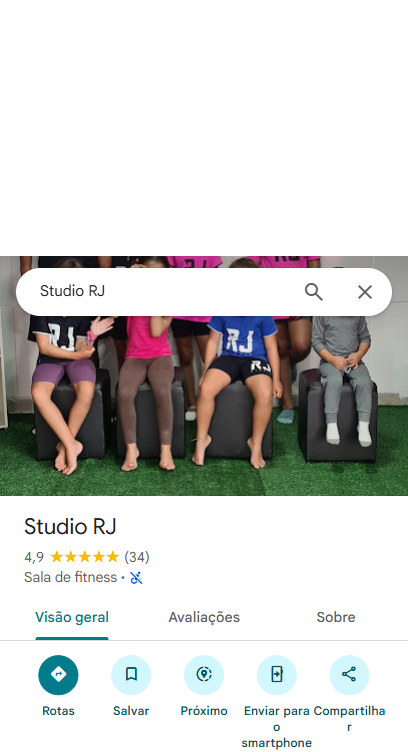 Studio RJ
RJ
RJ
RJ
Studio RJ
4,9 (34)
Sala de fitness ·
Visão geral
Avaliações
Sobre
Rotas
Salvar
Próximo
Enviar para
o
smartphone
Compartilha
r